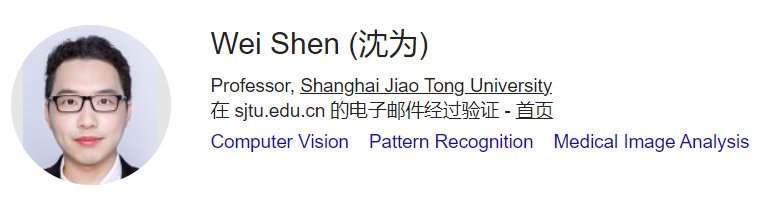 Wei Shen (沈为)
Professor, Shanghai Jiao Tong University
在 sjtu.edu.cn 的电子邮件经过验证 - 首页
Computer Vision Pattern Recognition Medical Image Analysis